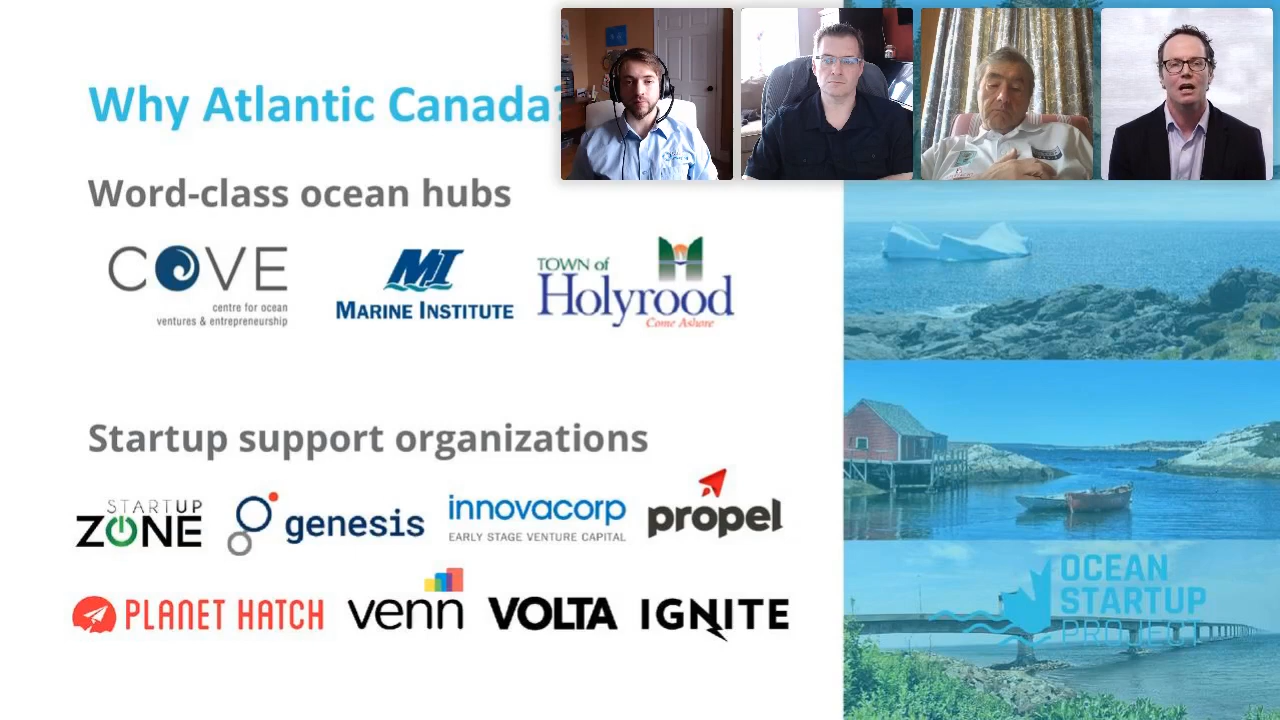 Why Atlantic Canada?
Word-class ocean hubs
COVE
centre for ocean
ventures & entrepreneurship
MI
MARINE INSTITUTE
TOWN of
Holyrood
Come Ashore
Startup support organizations
STARTUP
ZONE
genesis
innovacorp
EARLY STAGE VENTURE CAPITAL
propel
PLANET HATCH
venn
VOLTA
IGNITE
OCEAN
STARTUP
PROJECT